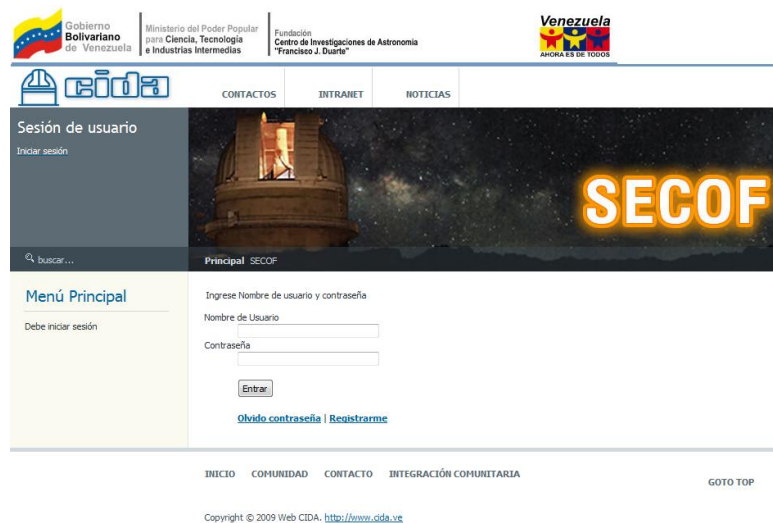 Gobierno
Bolivariano
de Venezuela
Ministerio del Poder Popular
para Ciencia, Tecnología
e Industrias Intermedias
Fundación
Centro de Investigaciones de Astronomia
"Francisco J. Duarte"
Venezuela
AHORA ES DE TODOS
cida
CONTACTOS
INTRANET
NOTICIAS
Sesión de usuario
Iniciar sesión
SECOF
buscar...
Principal SECOF
Menú Principal
Debe iniciar sesión
Ingrese Nombre de usuario y contraseña
Nombre de Usuario
Contraseña
Entrar
Olvido contraseña | Registrarme
INICIO COMUNIDAD CONTACTO INTEGRACIÓN COMUNITARIA
GOTO TOP
Copyright © 2009 Web CIDA. http://www.cida.ve